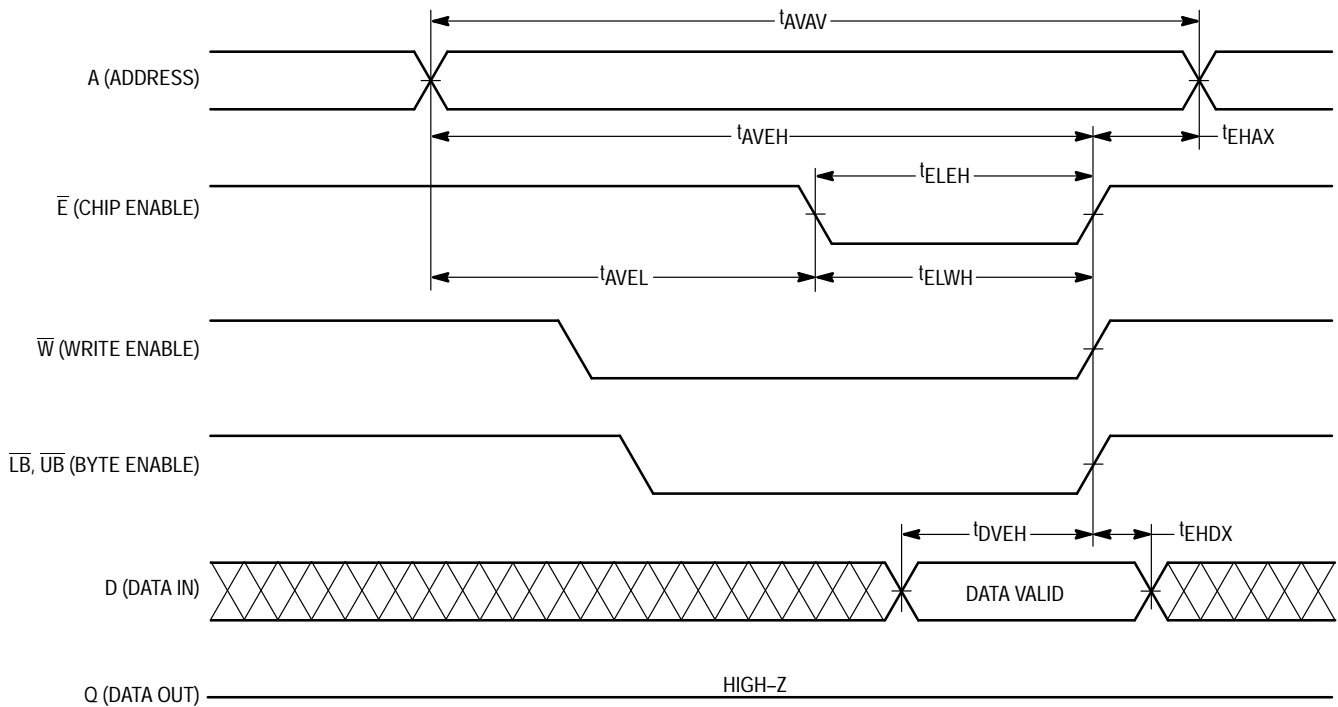 tAVAV
A (ADDRESS)
tAVEH
tEHAX
tELEH
E (CHIP ENABLE)
tAVEL
tELWH
W (WRITE ENABLE)
LB, UB (BYTE ENABLE)
tDVEH
tEHDX
D (DATA IN)
DATA VALID
HIGH–Z
Q (DATA OUT)